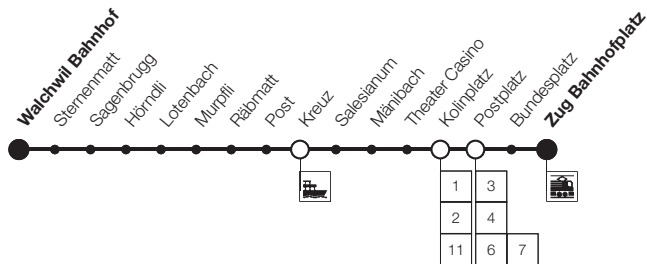 Walchwil Bahnhof
Sternenmatt
Sagenbrugg
Hörndli
Lotenbach
Murpfli
Räbmatt
Post
Kreuz
Salesianum
Mänibach
Theater Casino
Kolinplatz
Postplatz
Bundesplatz
Zug Bahnhofplatz
1 3
2 4
11 6 7